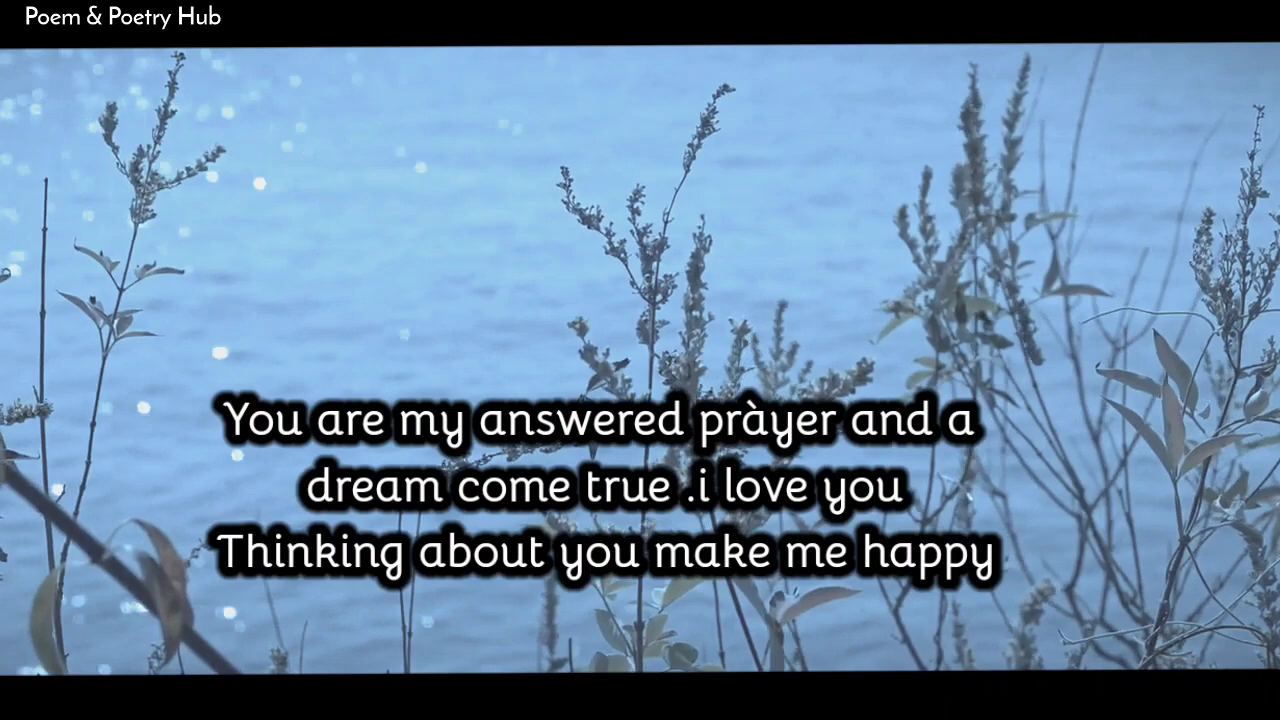 Poem & Poetry Hub
You are my answered pràyer and a
dream come true .i love you
Thinking about you make me happy